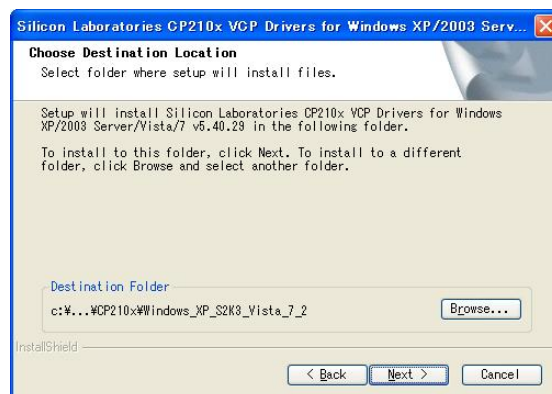 Silicon Laboratories CP210x VCP Drivers for Windows XP/2003 Serv...
Choose Destination Location
Select folder where setup will install files.
Setup will install Silicon Laboratories CP210x VCP Drivers for Windows
XP/2003 Server/Vista/7 v5.40.29 in the following folder.
To install to this folder, click Next. To install to a different
folder, click Browse and select another folder.
Destination Folder
c:¥...¥CP210x¥Windows_XP_S2K3_Vista_7_2
Browse...
InstallShield
< Back
Next >
Cancel